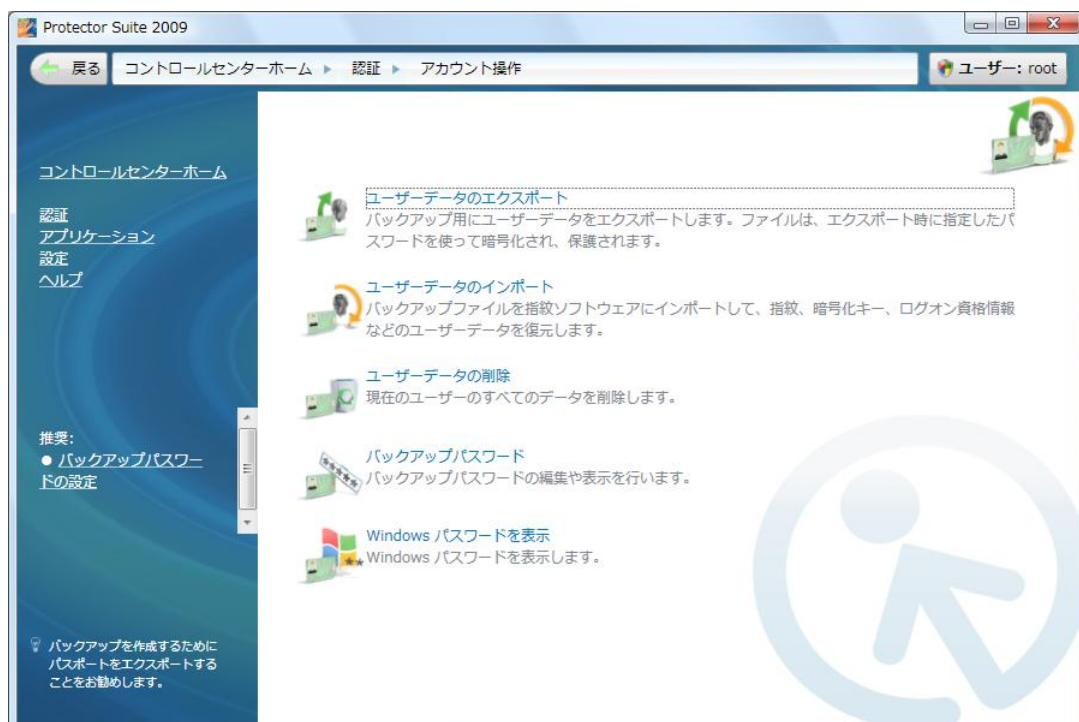 Protector Suite 2009
戻る
コントロールセンターホーム ▶ 認証 ▶ アカウント操作
ユーザー: root
コントロールセンターホーム
認証
アプリケーション
設定
ヘルプ
推奨:
● バックアップパスワー
ドの設定
バックアップを作成するために
パスポートをエクスポートする
ことをお勧めします。
ユーザーデータのエクスポート
バックアップ用にユーザーデータをエクスポートします。ファイルは、エクスポート時に指定したパ
スワードを使って暗号化され、保護されます。
ユーザーデータのインポート
バックアップファイルを指紋ソフトウェアにインポートして、指紋、暗号化キー、ログオン資格情報
などのユーザーデータを復元します。
ユーザーデータの削除
現在のユーザーのすべてのデータを削除します。
バックアップパスワード
バックアップパスワードの編集や表示を行います。
Windows パスワードを表示
Windows パスワードを表示します。